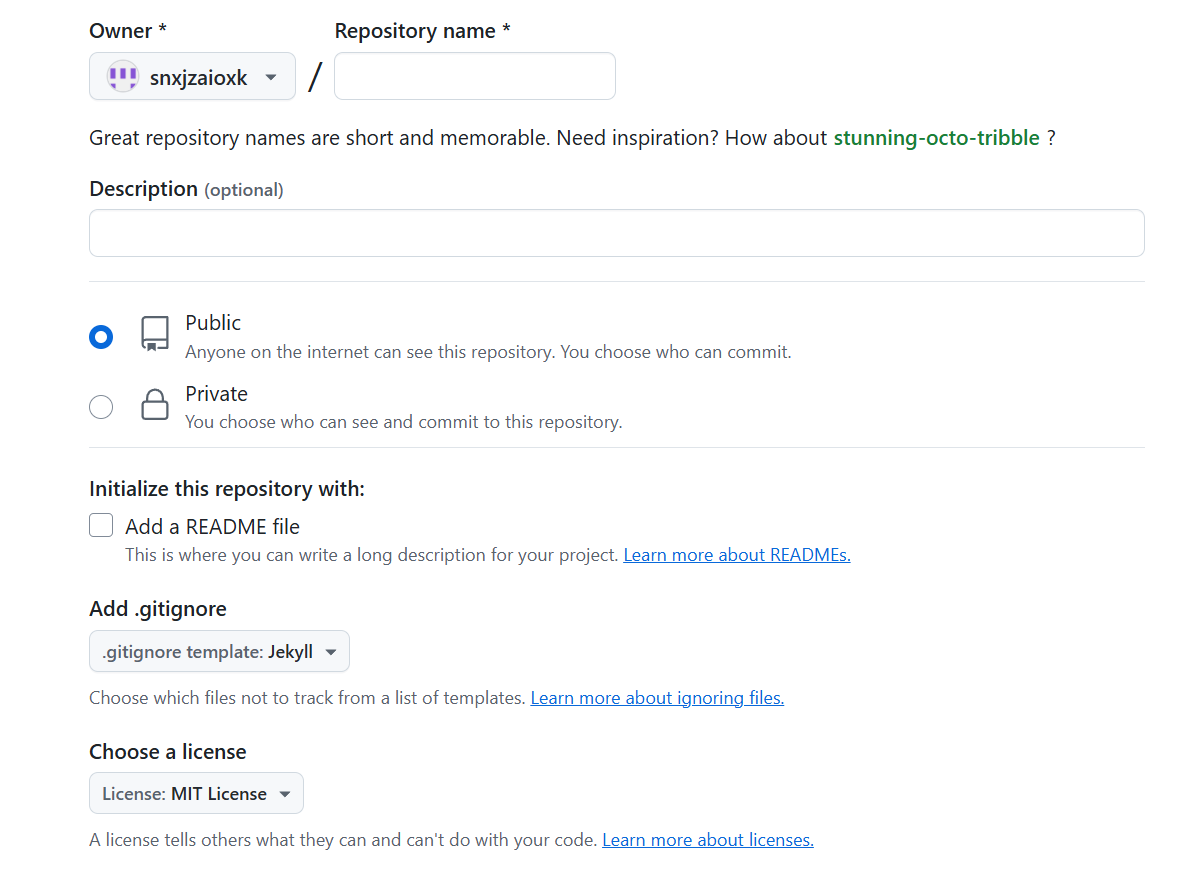 Owner * Repository name *
snxjzaioxk /
Great repository names are short and memorable. Need inspiration? How about stunning-octo-tribble ?
Description (optional)
Public
Anyone on the internet can see this repository. You choose who can commit.
Private
You choose who can see and commit to this repository.
Initialize this repository with:
Add a README file
This is where you can write a long description for your project. Learn more about READMEs.
Add .gitignore
.gitignore template: Jekyll
Choose which files not to track from a list of templates. Learn more about ignoring files.
Choose a license
License: MIT License
A license tells others what they can and can't do with your code. Learn more about licenses.